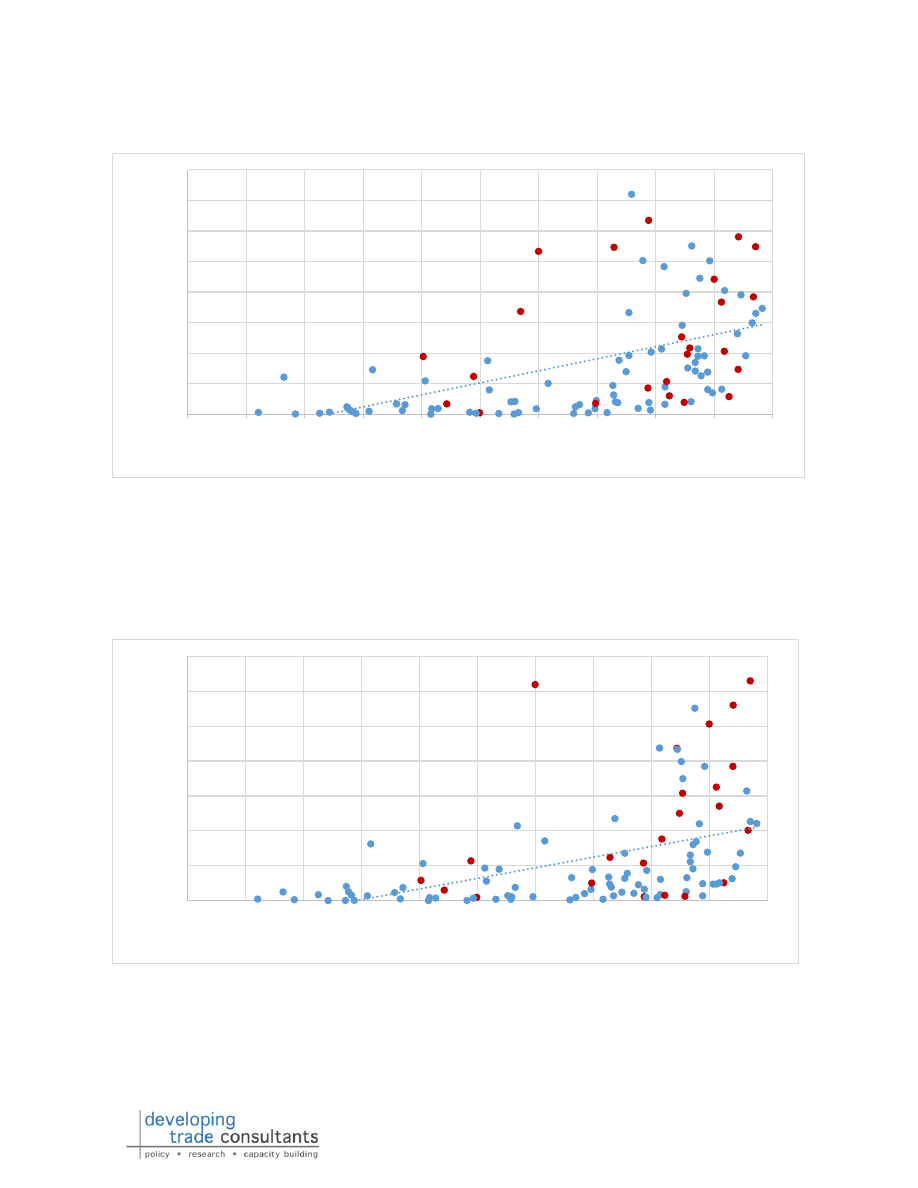 developing
trade consultants
policy • research • capacity building